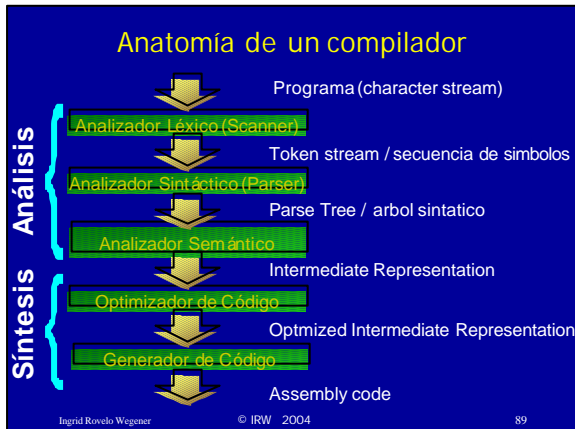 Anatomía de un compilador
Programa (character stream)
Analizador Léxico (Scanner)
Token stream / secuencia de simbolos
Analizador Sintáctico (Parser)
Parse Tree / arbol sintatico
Analizador Semántico
Intermediate Representation
Optimizador de Código
Optmized Intermediate Representation
Generador de Código
Assembly code
Análisis
Síntesis
Ingrid Rovelo Wegener © IRW 2004 89